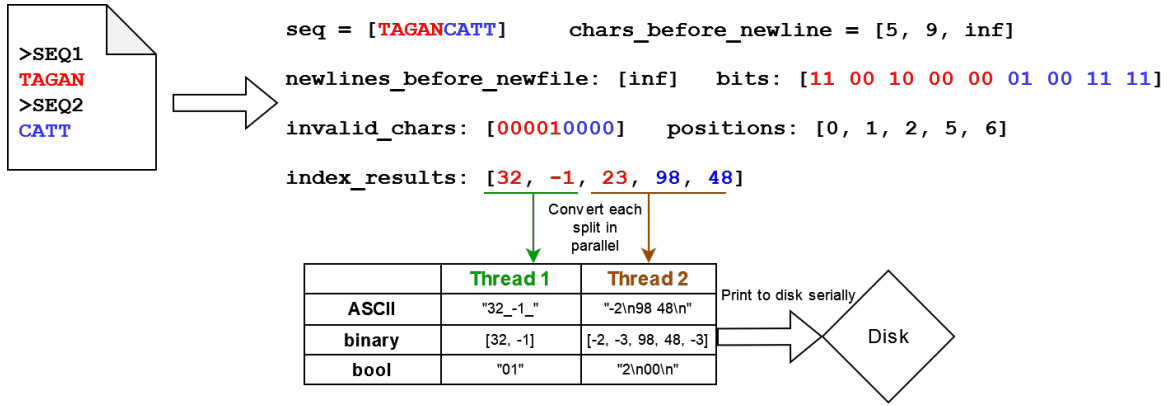 >SEQ1
TAGAN
>SEQ2
CATT
seq = [TAGANCATT] chars_before_newline = [5, 9, inf]
newlines_before_newfile: [inf] bits: [11 00 10 00 00 01 00 11 11]
invalid_chars: [000010000] positions: [0, 1, 2, 5, 6]
index_results: [32, -1, 23, 98, 48]
Convert each
split in
parallel
Thread 1 Thread 2
ASCII "32_-1_" "-2\n98 48\n"
binary [32, -1] [-2, -3, 98, 48, -3]
bool "01" "2\n00\n"
Print to disk serially
Disk